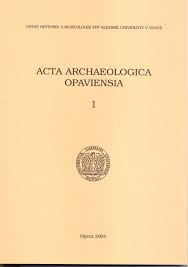 ÚSTAV HISTORIE A MUZEOLOGIE FPF SLEZSKÉ UNIVERZITY V OPAVĚ
ACTA ARCHAEOLOGICA
OPAVIENSIA
1
Opava 2004